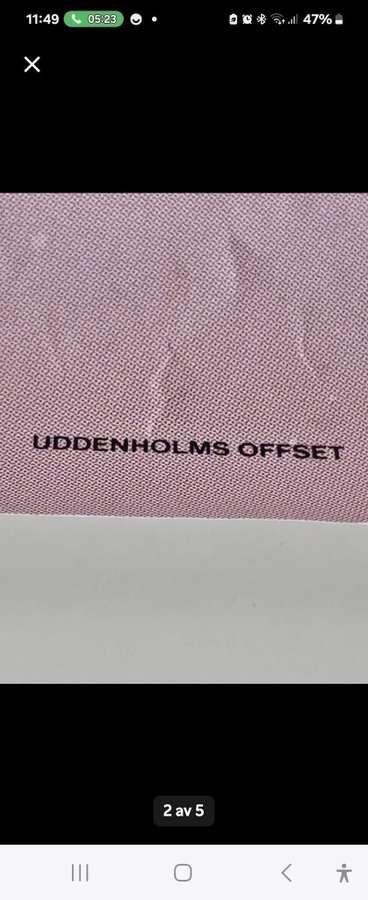 11:49 05:23 47%
UDDENHOLMS OFFSET
2 av 5